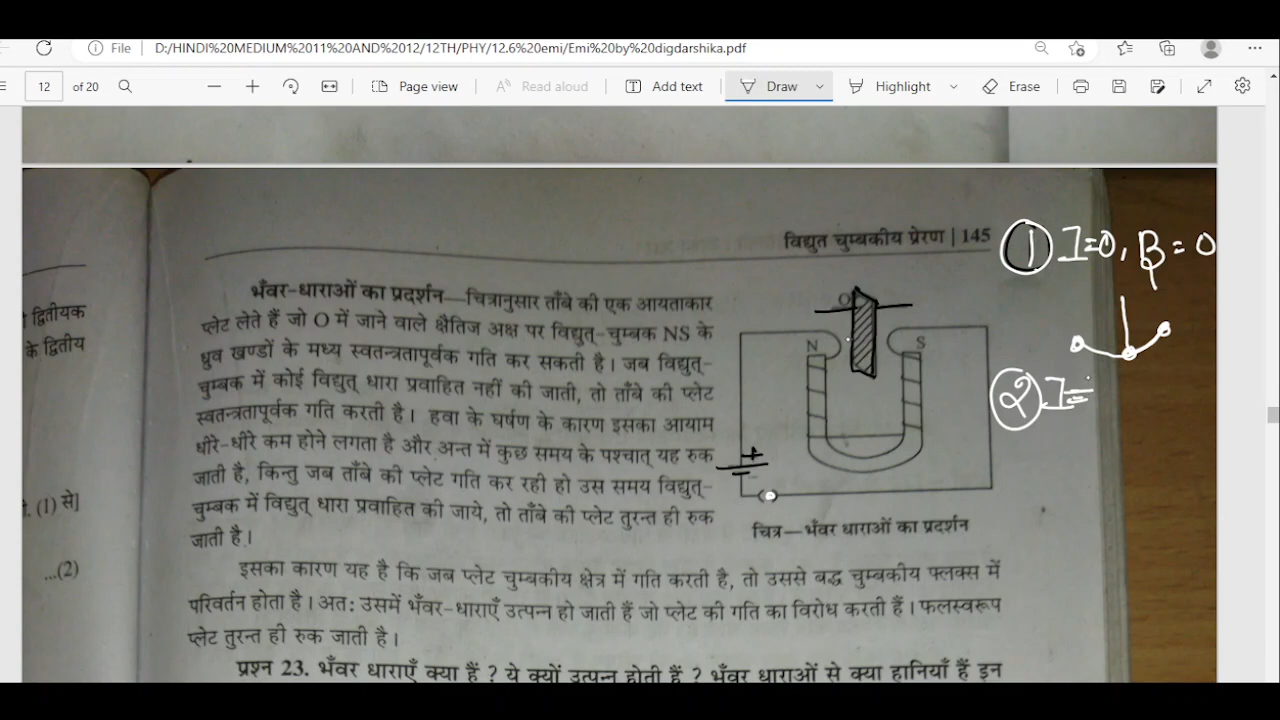 File D:/HINDI%20MEDIUM%2011%20AND%2012/12TH/PHY/12.6%20emi/Emi%20by%20digdarshika.pdf
12 of 20 Page view Read aloud Add text Draw Highlight Erase
विद्युत चुम्बकीय प्रेरण | 145
द्वितीयक
के द्वितीय
. (1) से]
...(2)
भँवर-धाराओं का प्रदर्शन—चित्रानुसार ताँबे की एक आयताकार
प्लेट लेते हैं जो O में जाने वाले क्षैतिज अक्ष पर विद्युत्-चुम्बक NS के
ध्रुव खण्डों के मध्य स्वतन्त्रतापूर्वक गति कर सकती है। जब विद्युत्-
चुम्बक में कोई विद्युत् धारा प्रवाहित नहीं की जाती, तो ताँबे की प्लेट
स्वतन्त्रतापूर्वक गति करती है। हवा के घर्षण के कारण इसका आयाम
धीरे-धीरे कम होने लगता है और अन्त में कुछ समय के पश्चात् यह रुक
जाती है, किन्तु जब ताँबे की प्लेट गति कर रही हो उस समय विद्युत्-
चुम्बक में विद्युत् धारा प्रवाहित की जाये, तो ताँबे की प्लेट तुरन्त ही रुक
जाती है।
O
N
S
+
-
चित्र—भँवर धाराओं का प्रदर्शन
इसका कारण यह है कि जब प्लेट चुम्बकीय क्षेत्र में गति करती है, तो उससे बद्ध चुम्बकीय फ्लक्स में
परिवर्तन होता है। अत: उसमें भँवर-धाराएँ उत्पन्न हो जाती हैं जो प्लेट की गति का विरोध करती हैं। फलस्वरूप
प्लेट तुरन्त ही रुक जाती है।
प्रश्न 23. भँवर धाराएँ क्या हैं ? ये क्यों उत्पन्न होती हैं ? भँवर धाराओं से क्या हानियाँ हैं इन
1 I=0, B=0
2 I=